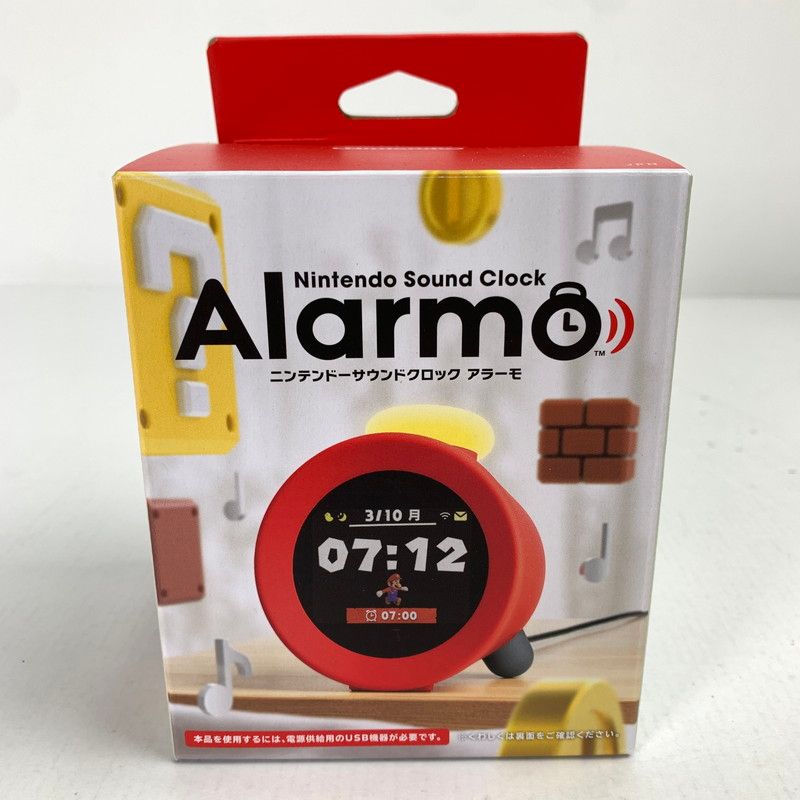 JPN
Nintendo Sound Clock
Alarmo
TM
ニンテンドーサウンドクロック アラーモ
3/10 月
07:12
07:00
本品を使用するには、電源供給用のUSB機器が必要です。 ※くわしくは裏面をご確認ください。